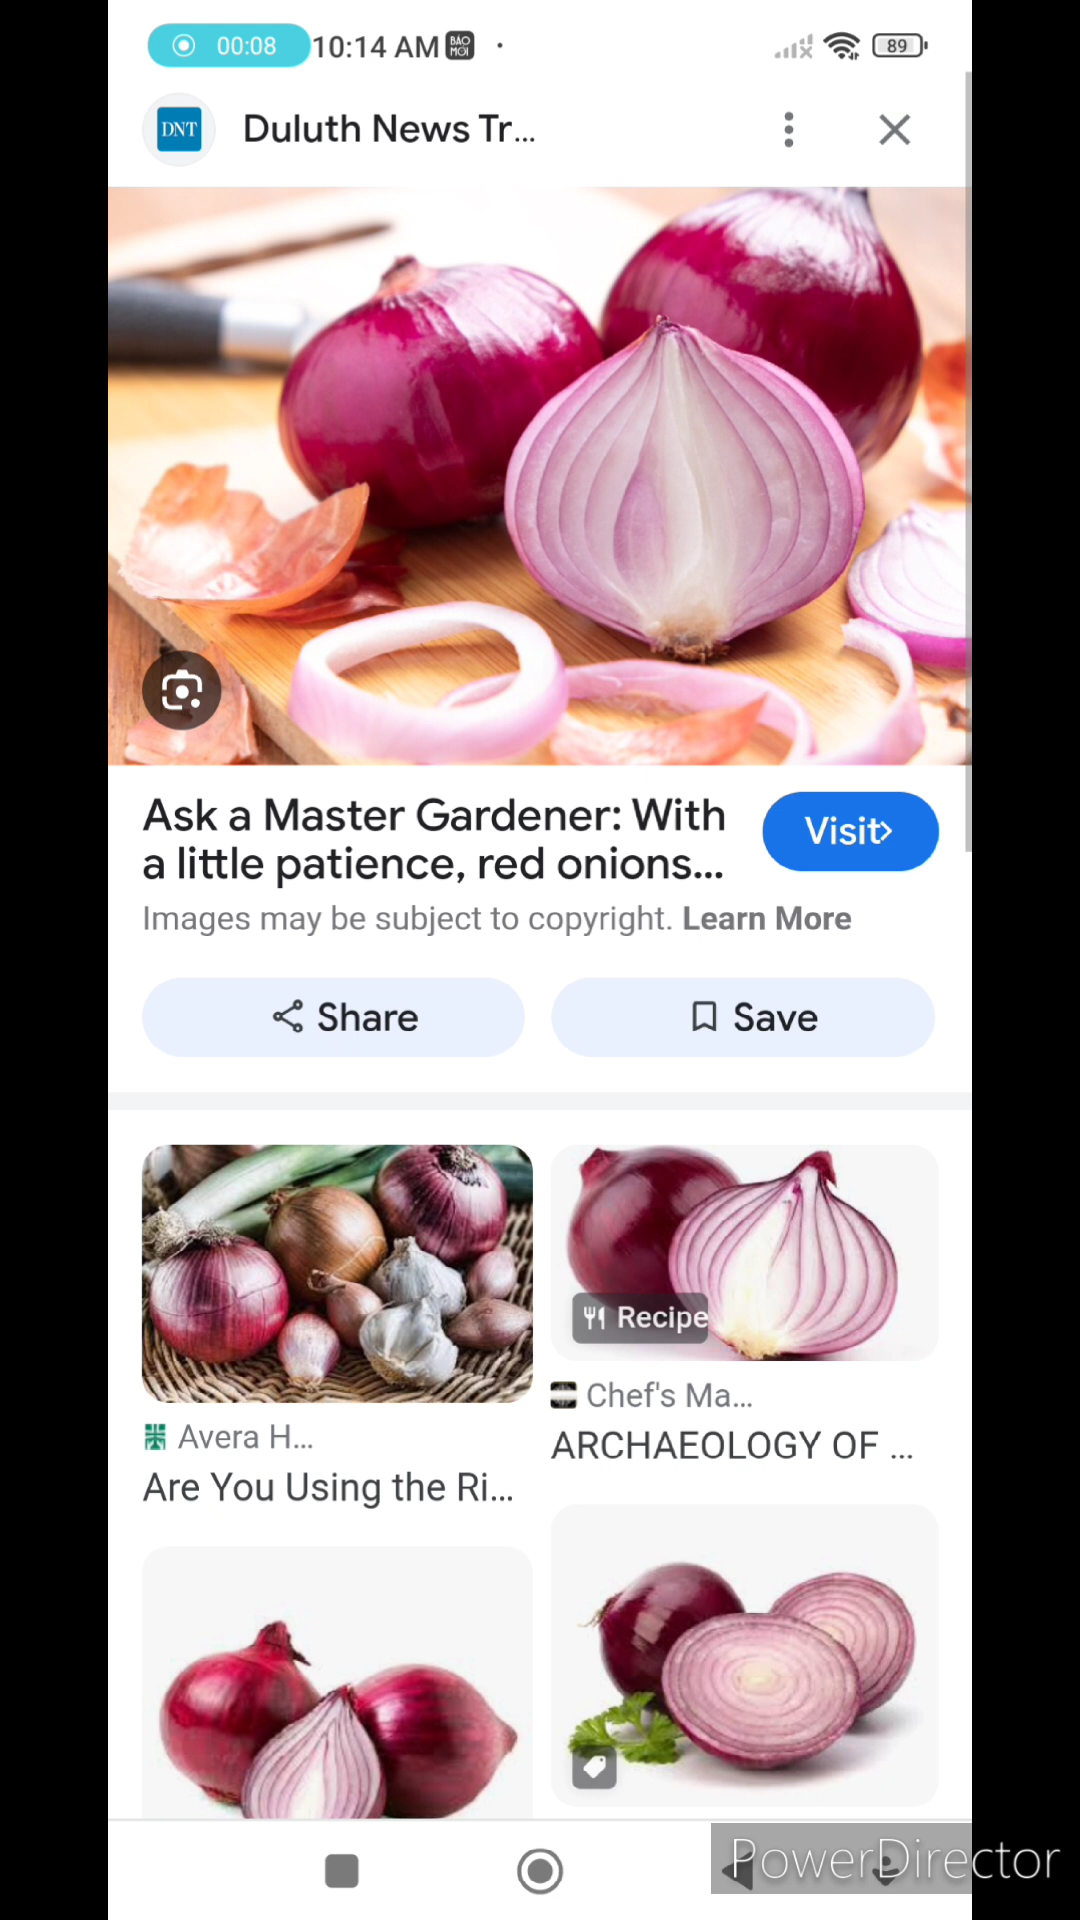 00:08 10:14 AM BÁO MỚI 89
DNT Duluth News Tr...
Ask a Master Gardener: With
a little patience, red onions...
Visit
Images may be subject to copyright. Learn More
Share
Save
Recipe
Avera H...
Are You Using the Ri...
Chef's Ma...
ARCHAEOLOGY OF ...
PowerDirector